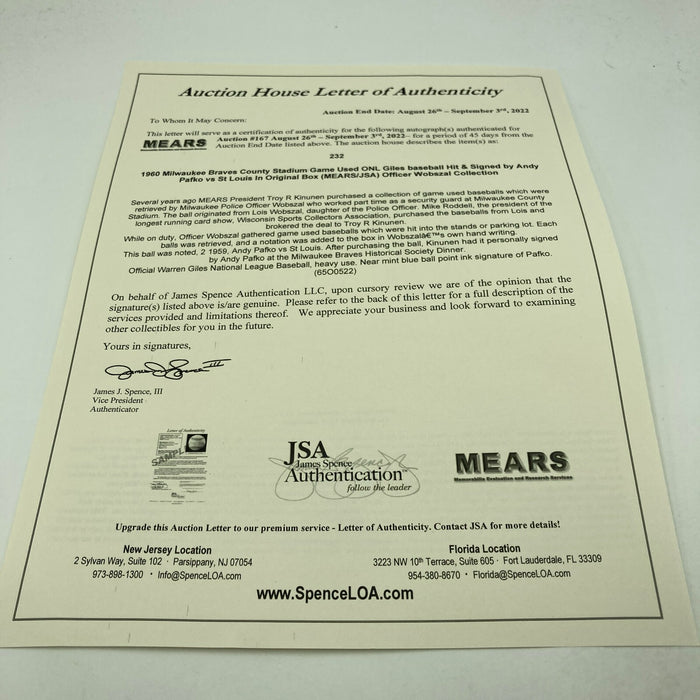 Auction House Letter of Authenticity
Auction End Date: August 26th – September 3rd, 2022
To Whom It May Concern:
This letter will serve as a certification of authenticity for the following autograph(s) authenticated for
MEARS Auction #167 August 26th – September 3rd, 2022– for a period of 45 days from the
Auction End Date listed above. The auction house describes the item(s) as:
232
1960 Milwaukee Braves County Stadium Game Used ONL Giles baseball Hit & Signed by Andy
Pafko vs St Louis In Original Box (MEARS/JSA) Officer Wobszal Collection
Several years ago MEARS President Troy R Kinunen purchased a collection of game used baseballs which were
retrieved by Milwaukee Police Officer Wobszal who worked part time as a security guard at Milwaukee County
Stadium. The ball originated from Lois Wobszal, daughter of the Police Officer. Mike Roddell, the president of the
longest running card show, Wisconsin Sports Collectors Association, purchased the baseballs from Lois and
brokered the deal to Troy R Kinunen.
While on duty, Officer Wobszal gathered game used baseballs which were hit into the stands or parking lot. Each
balls was retrieved, and a notation was added to the box in Wobszalâ€™s own hand writing.
This ball was noted, 2 1959, Andy Pafko vs St Louis. After purchasing the ball, Kinunen had it personally signed
by Andy Pafko at the Milwaukee Braves Historical Society Dinner.
Official Warren Giles National League Baseball, heavy use. Near mint blue ball point ink signature of Pafko.
(65O0522)
On behalf of James Spence Authentication LLC, upon cursory review we are of the opinion that the
signature(s) listed above is/are genuine. Please refer to the back of this letter for a full description of the
services provided and limitations thereof. We appreciate your business and look forward to examining
other collectibles for you in the future.
Yours in signatures,
James J. Spence III
James J. Spence, III
Vice President
Authenticator
Letter of Authenticity
SAMPLE
JSA
James Spence
Authentication
follow the leader
MEARS
Memorabilia Evaluation and Research Services
Upgrade this Auction Letter to our premium service - Letter of Authenticity. Contact JSA for more details!
New Jersey Location
2 Sylvan Way, Suite 102 · Parsippany, NJ 07054
973-898-1300 · Info@SpenceLOA.com
Florida Location
3223 NW 10th Terrace, Suite 605 · Fort Lauderdale, FL 33309
954-380-8670 · Florida@SpenceLOA.com
www.SpenceLOA.com